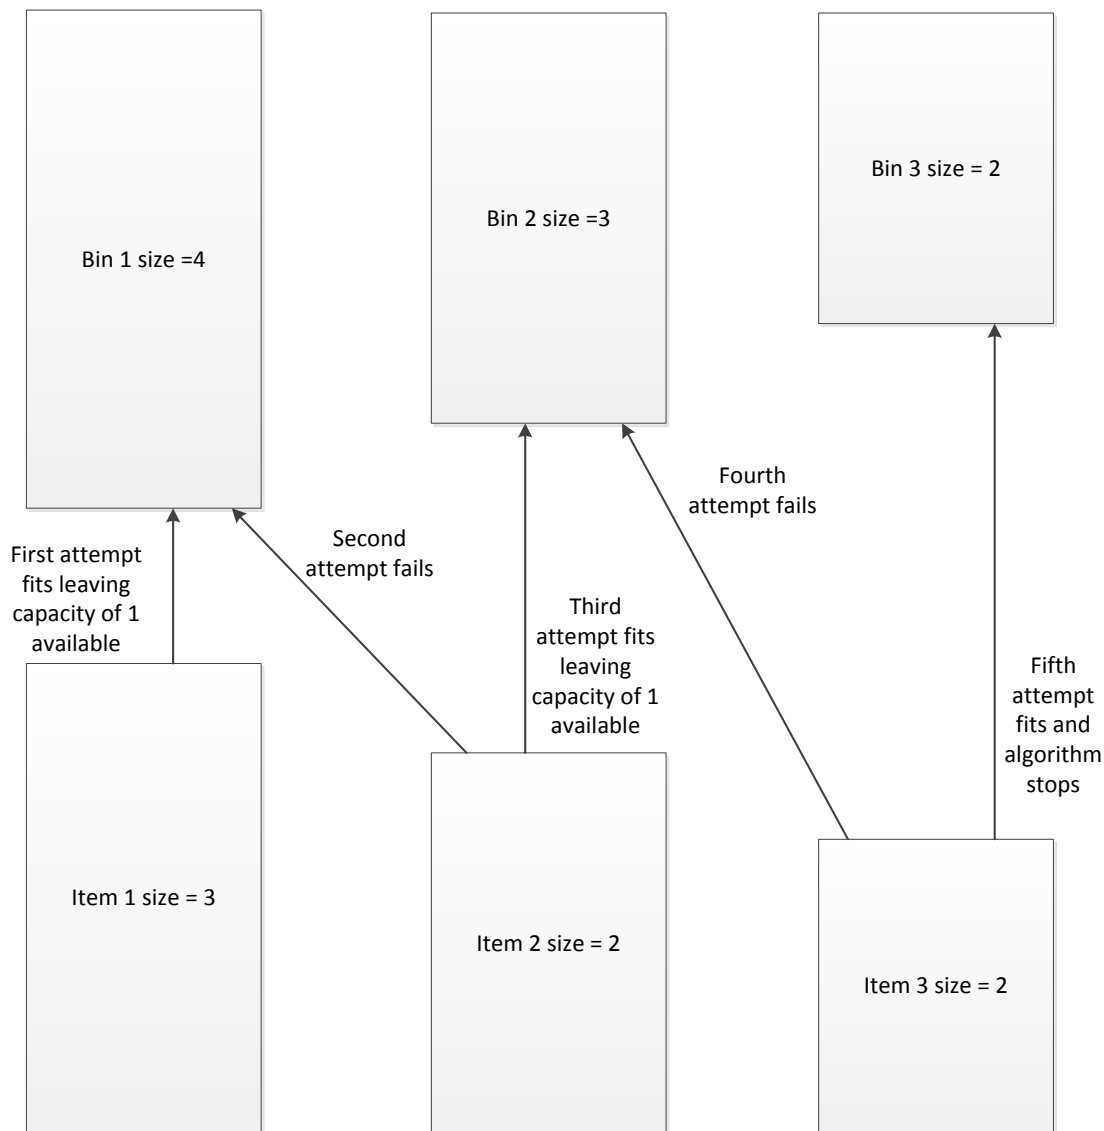 Bin 1 size =4
Bin 2 size =3
Bin 3 size = 2
First attempt
fits leaving
capacity of 1
available
Second
attempt fails
Third
attempt fits
leaving
capacity of 1
available
Fourth
attempt fails
Fifth
attempt
fits and
algorithm
stops
Item 1 size = 3
Item 2 size = 2
Item 3 size = 2